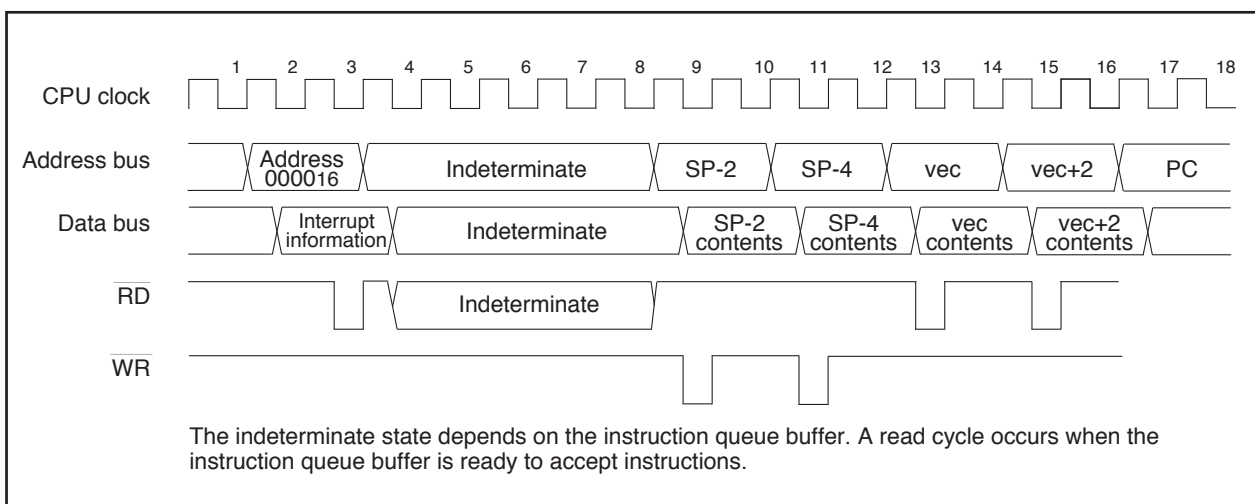 1 2 3 4 5 6 7 8 9 10 11 12 13 14 15 16 17 18
CPU clock
Address bus
Address
000016
Indeterminate
SP-2
SP-4
vec
vec+2
PC
Data bus
Interrupt
information
Indeterminate
SP-2
contents
SP-4
contents
vec
contents
vec+2
contents
RD
Indeterminate
WR
The indeterminate state depends on the instruction queue buffer. A read cycle occurs when the
instruction queue buffer is ready to accept instructions.